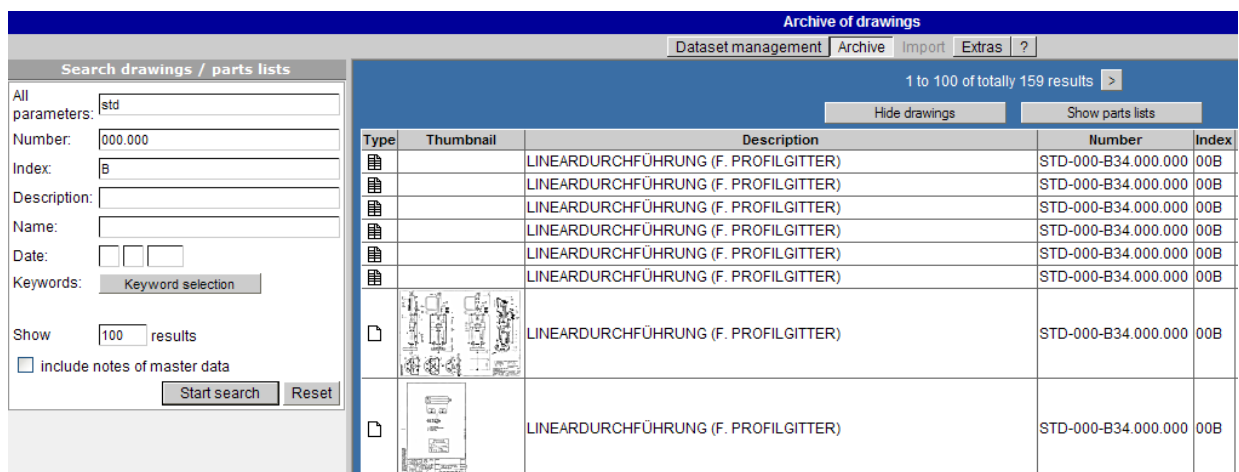 Archive of drawings
Dataset management Archive Import Extras ?
Search drawings / parts lists
All parameters: std
Number: 000.000
Index: B
Description:
Name:
Date:
Keywords: Keyword selection
Show 100 results
include notes of master data
Start search Reset
1 to 100 of totally 159 results >
Hide drawings Show parts lists
Type Thumbnail Description Number Index
LINEARDURCHFÜHRUNG (F. PROFILGITTER) STD-000-B34.000.000 00B
LINEARDURCHFÜHRUNG (F. PROFILGITTER) STD-000-B34.000.000 00B
LINEARDURCHFÜHRUNG (F. PROFILGITTER) STD-000-B34.000.000 00B
LINEARDURCHFÜHRUNG (F. PROFILGITTER) STD-000-B34.000.000 00B
LINEARDURCHFÜHRUNG (F. PROFILGITTER) STD-000-B34.000.000 00B
LINEARDURCHFÜHRUNG (F. PROFILGITTER) STD-000-B34.000.000 00B
LINEARDURCHFÜHRUNG (F. PROFILGITTER) STD-000-B34.000.000 00B
LINEARDURCHFÜHRUNG (F. PROFILGITTER) STD-000-B34.000.000 00B